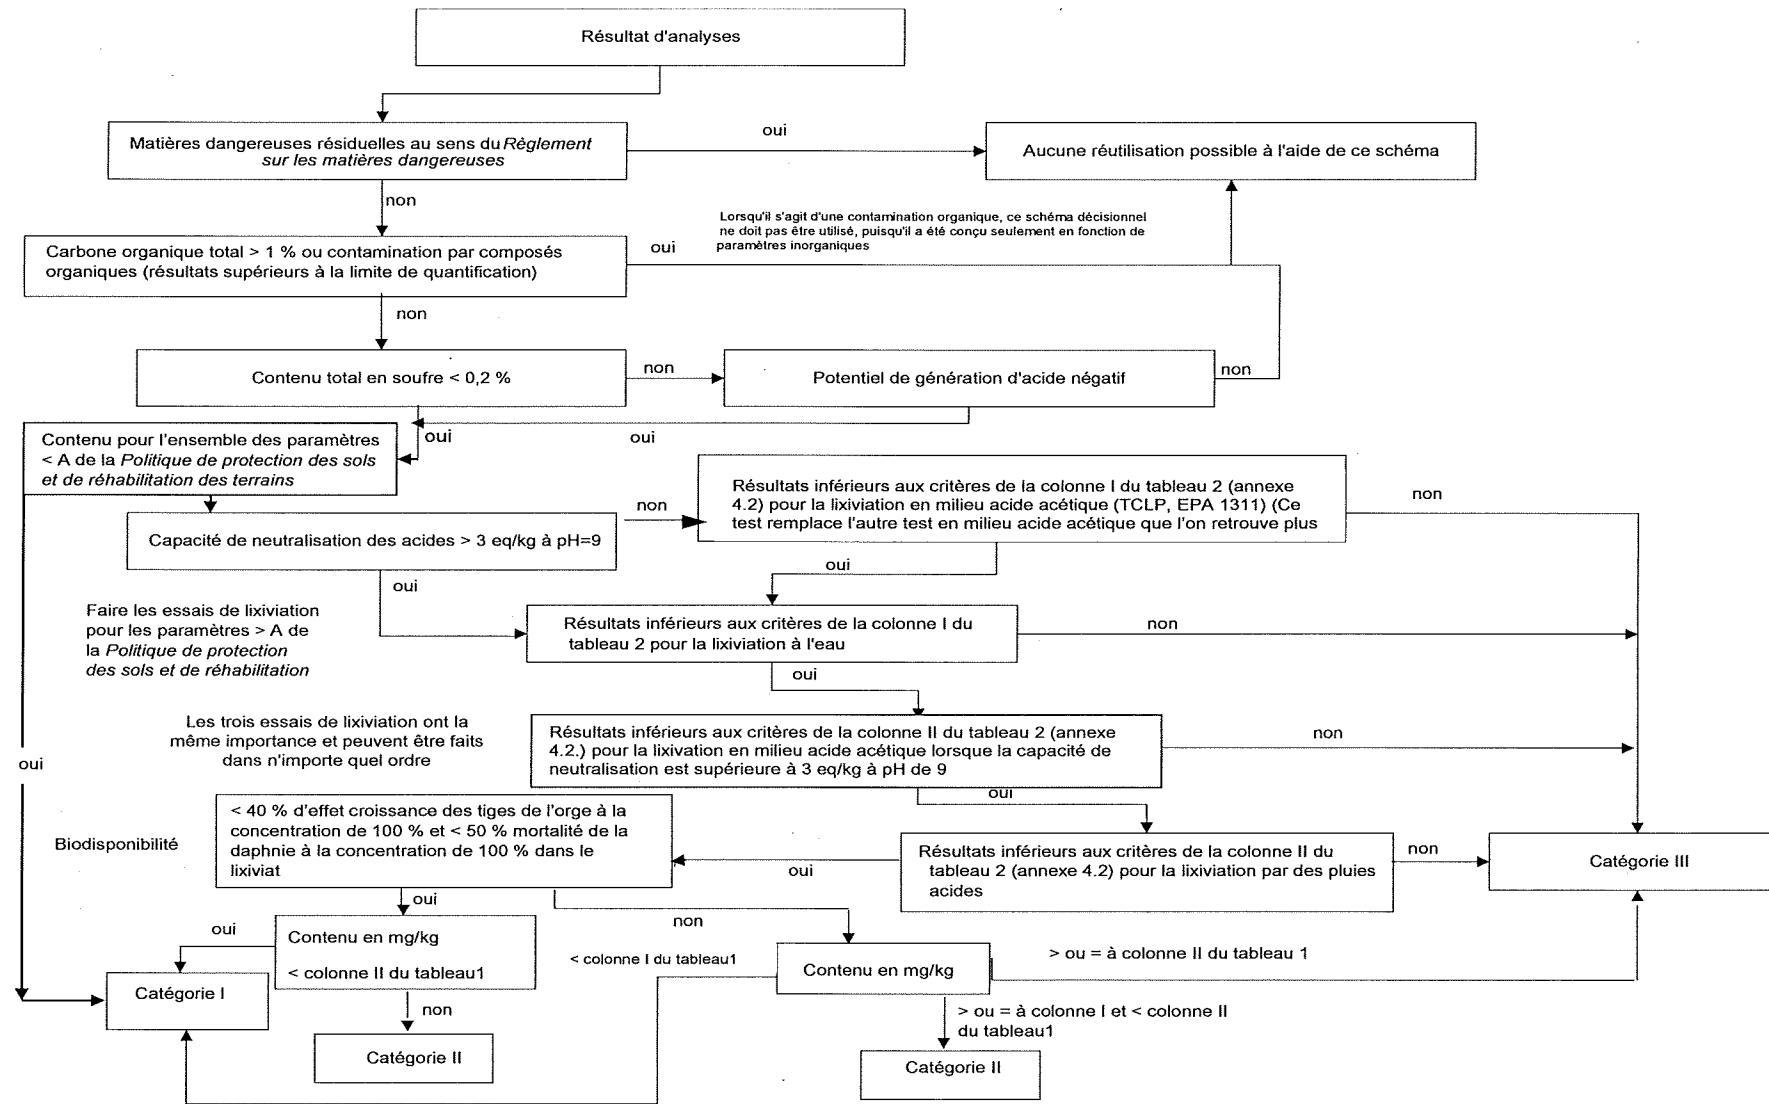 Résultat d'analyses
oui
Matières dangereuses résiduelles au sens du Règlement
sur les matières dangereuses
Aucune réutilisation possible à l'aide de ce schéma
non
Lorsqu'il s'agit d'une contamination organique, ce schéma décisionnel
ne doit pas être utilisé, puisqu'il a été conçu seulement en fonction de
paramètres inorganiques
Carbone organique total > 1 % ou contamination par composés
organiques (résultats supérieurs à la limite de quantification)
oui
non
Contenu total en soufre < 0,2 %
non
Potentiel de génération d'acide négatif
non
oui
oui
Contenu pour l'ensemble des paramètres
< A de la Politique de protection des sols
et de réhabilitation des terrains
non
Résultats inférieurs aux critères de la colonne I du tableau 2 (annexe
4.2) pour la lixiviation en milieu acide acétique (TCLP, EPA 1311) (Ce
test remplace l'autre test en milieu acide acétique que l'on retrouve plus
non
Capacité de neutralisation des acides > 3 eq/kg à pH=9
oui
oui
Faire les essais de lixiviation
pour les paramètres > A de
la Politique de protection
des sols et de réhabilitation
Résultats inférieurs aux critères de la colonne I du
tableau 2 pour la lixiviation à l'eau
non
oui
Les trois essais de lixiviation ont la
même importance et peuvent être faits
dans n'importe quel ordre
Résultats inférieurs aux critères de la colonne II du tableau 2 (annexe
4.2.) pour la lixivation en milieu acide acétique lorsque la capacité de
neutralisation est supérieure à 3 eq/kg à pH de 9
non
oui
oui
< 40 % d'effet croissance des tiges de l'orge à la
concentration de 100 % et < 50 % mortalité de la
daphnie à la concentration de 100 % dans le
lixiviat
Biodisponibilité
oui
Résultats inférieurs aux critères de la colonne II du
tableau 2 (annexe 4.2) pour la lixiviation par des pluies
acides
non
Catégorie III
oui
non
oui
Contenu en mg/kg
< colonne II du tableau1
< colonne I du tableau1
Contenu en mg/kg
> ou = à colonne II du tableau 1
Catégorie I
non
> ou = à colonne I et < colonne II
du tableau1
Catégorie II
Catégorie II